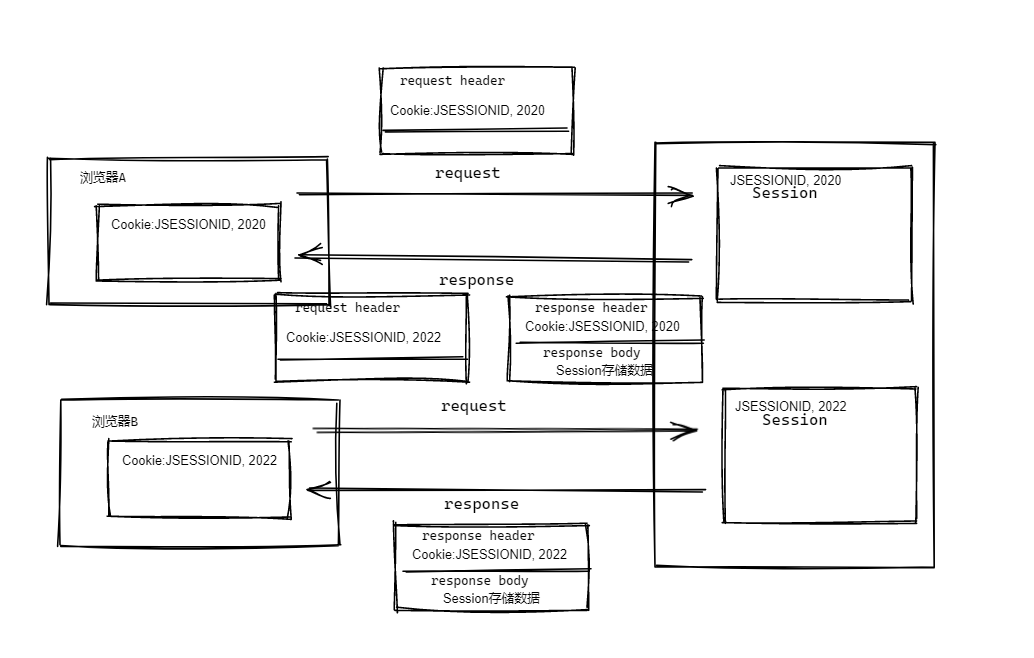 request header
Cookie:JSESSIONID, 2020
request
浏览器A
Cookie:JSESSIONID, 2020
JSESSIONID, 2020
Session
response
request header
Cookie:JSESSIONID, 2022
response header
Cookie:JSESSIONID, 2020
response body
Session存储数据
request
浏览器B
Cookie:JSESSIONID, 2022
JSESSIONID, 2022
Session
response
response header
Cookie:JSESSIONID, 2022
response body
Session存储数据